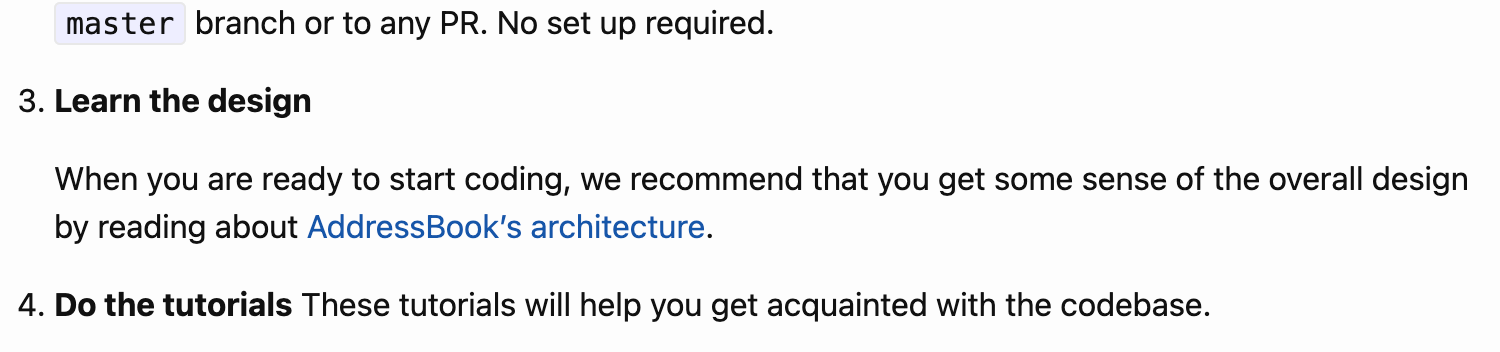 master branch or to any PR. No set up required.
3. Learn the design
When you are ready to start coding, we recommend that you get some sense of the overall design
by reading about AddressBook’s architecture.
4. Do the tutorials These tutorials will help you get acquainted with the codebase.